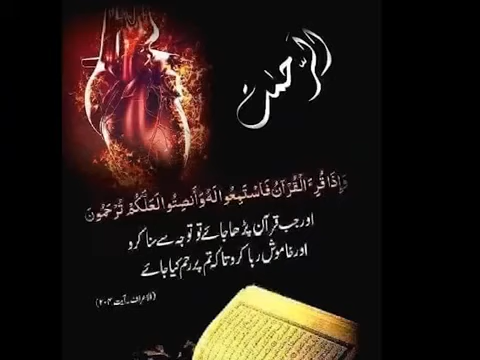 الرحمن
وَإِذَا قُرِءَ الْقُرْآنُ فَاسْتَمِعُوا لَهُ وَأَنصِتُوا لَعَلَّكُمْ تُرْحَمُونَ
اور جب قرآن پڑھا جائے تو توجہ سے سنا کرو
اور خاموش رہا کرو تاکہ تم پر رحم کیا جائے
(الاعراف۔آیت ۲۰۴)